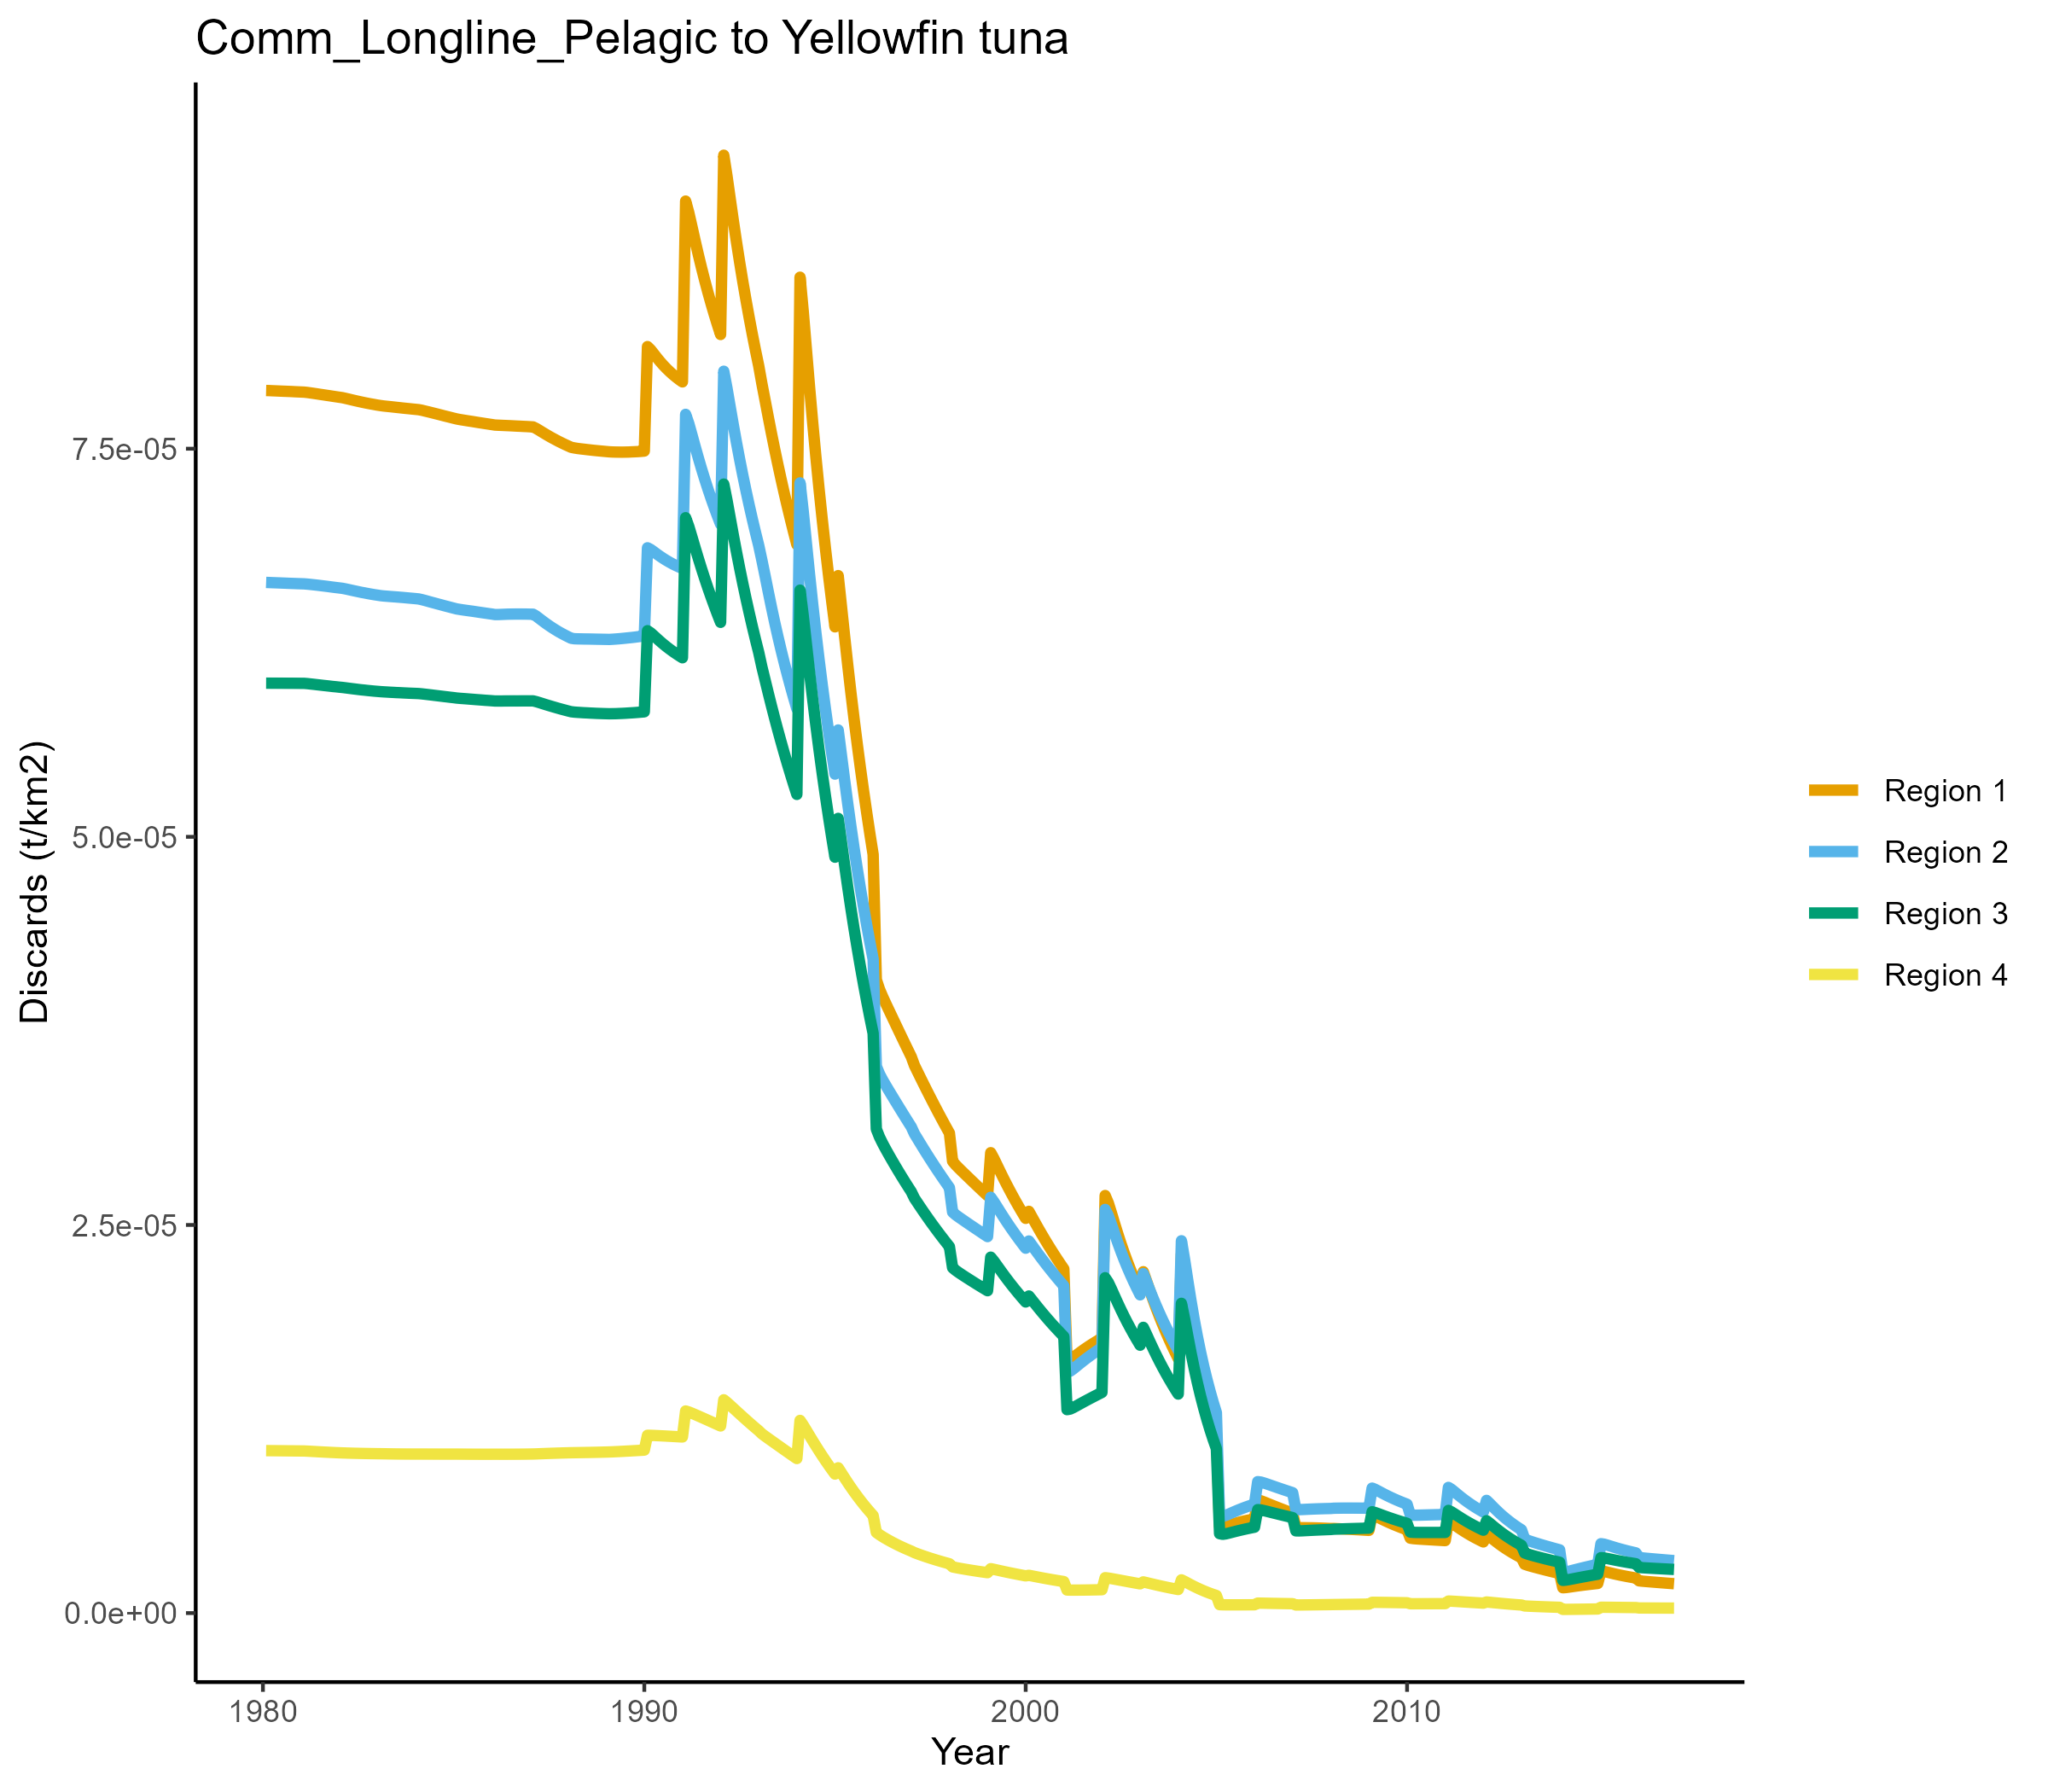 Comm_Longline_Pelagic to Yellowfin tuna
Discards (t/km2)
7.5e-05
5.0e-05
2.5e-05
0.0e+00
1980
1990
2000
2010
Year
Region 1
Region 2
Region 3
Region 4